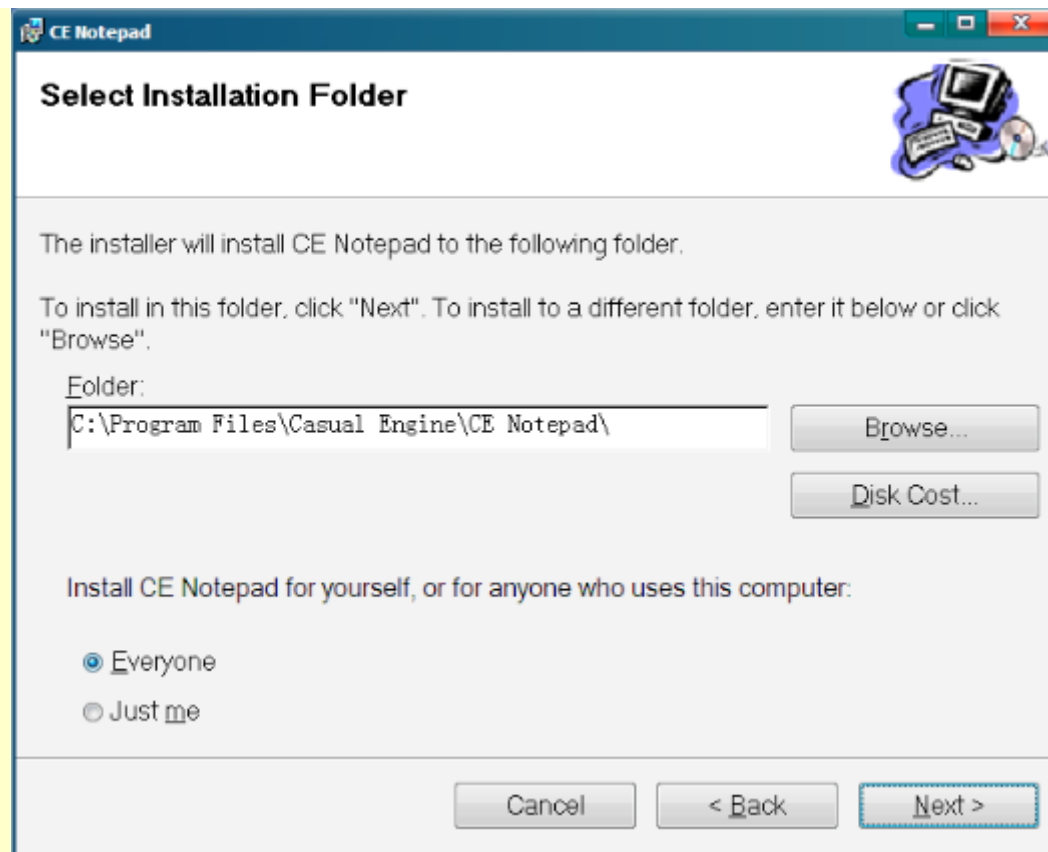 CE Notepad
Select Installation Folder
The installer will install CE Notepad to the following folder.
To install in this folder, click "Next". To install to a different folder, enter it below or click
"Browse".
Folder:
C:\Program Files\Casual Engine\CE Notepad\
Browse...
Disk Cost...
Install CE Notepad for yourself, or for anyone who uses this computer:
Everyone
Just me
Cancel
< Back
Next >